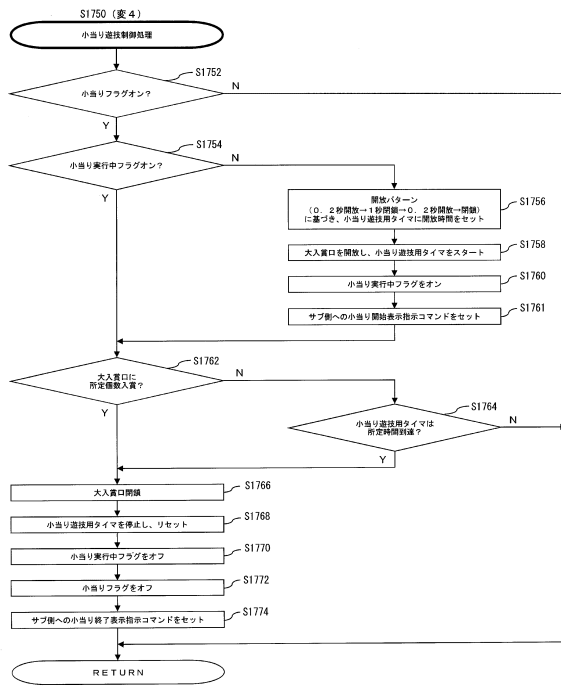 S1750（変４）
小当り遊技制御処理
S1752
小当りフラグオン？
N
Y
S1754
小当り実行中フラグオン？
N
Y
S1756
開放パターン
（０．２秒開放→１秒閉鎖→０．２秒開放→閉鎖）
に基づき、小当り遊技用タイマに開放時間をセット
S1758
大入賞口を開放し、小当り遊技用タイマをスタート
S1760
小当り実行中フラグをオン
S1761
サブ側への小当り開始表示指示コマンドをセット
S1762
大入賞口に
所定個数入賞？
N
Y
S1764
小当り遊技用タイマは
所定時間到達？
N
Y
S1766
大入賞口閉鎖
S1768
小当り遊技用タイマを停止し、リセット
S1770
小当り実行中フラグをオフ
S1772
小当りフラグをオフ
S1774
サブ側への小当り終了表示指示コマンドをセット
ＲＥＴＵＲＮ